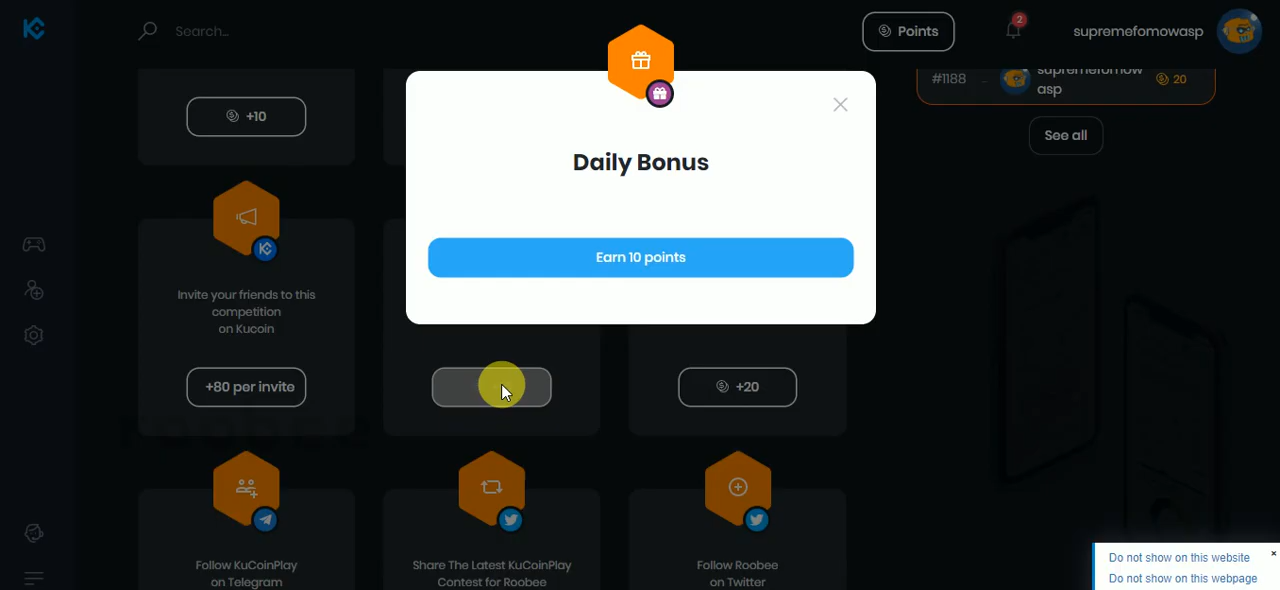 Search...
Points
2
supremefomowasp
#1188
supremefomow
asp
20
See all
+10
Daily Bonus
Earn 10 points
Invite your friends to this
competition
on Kucoin
+80 per invite
+20
Follow KuCoinPlay
on Telegram
Share The Latest KuCoinPlay
Contest for Roobee
Follow Roobee
on Twitter
Do not show on this website
Do not show on this webpage